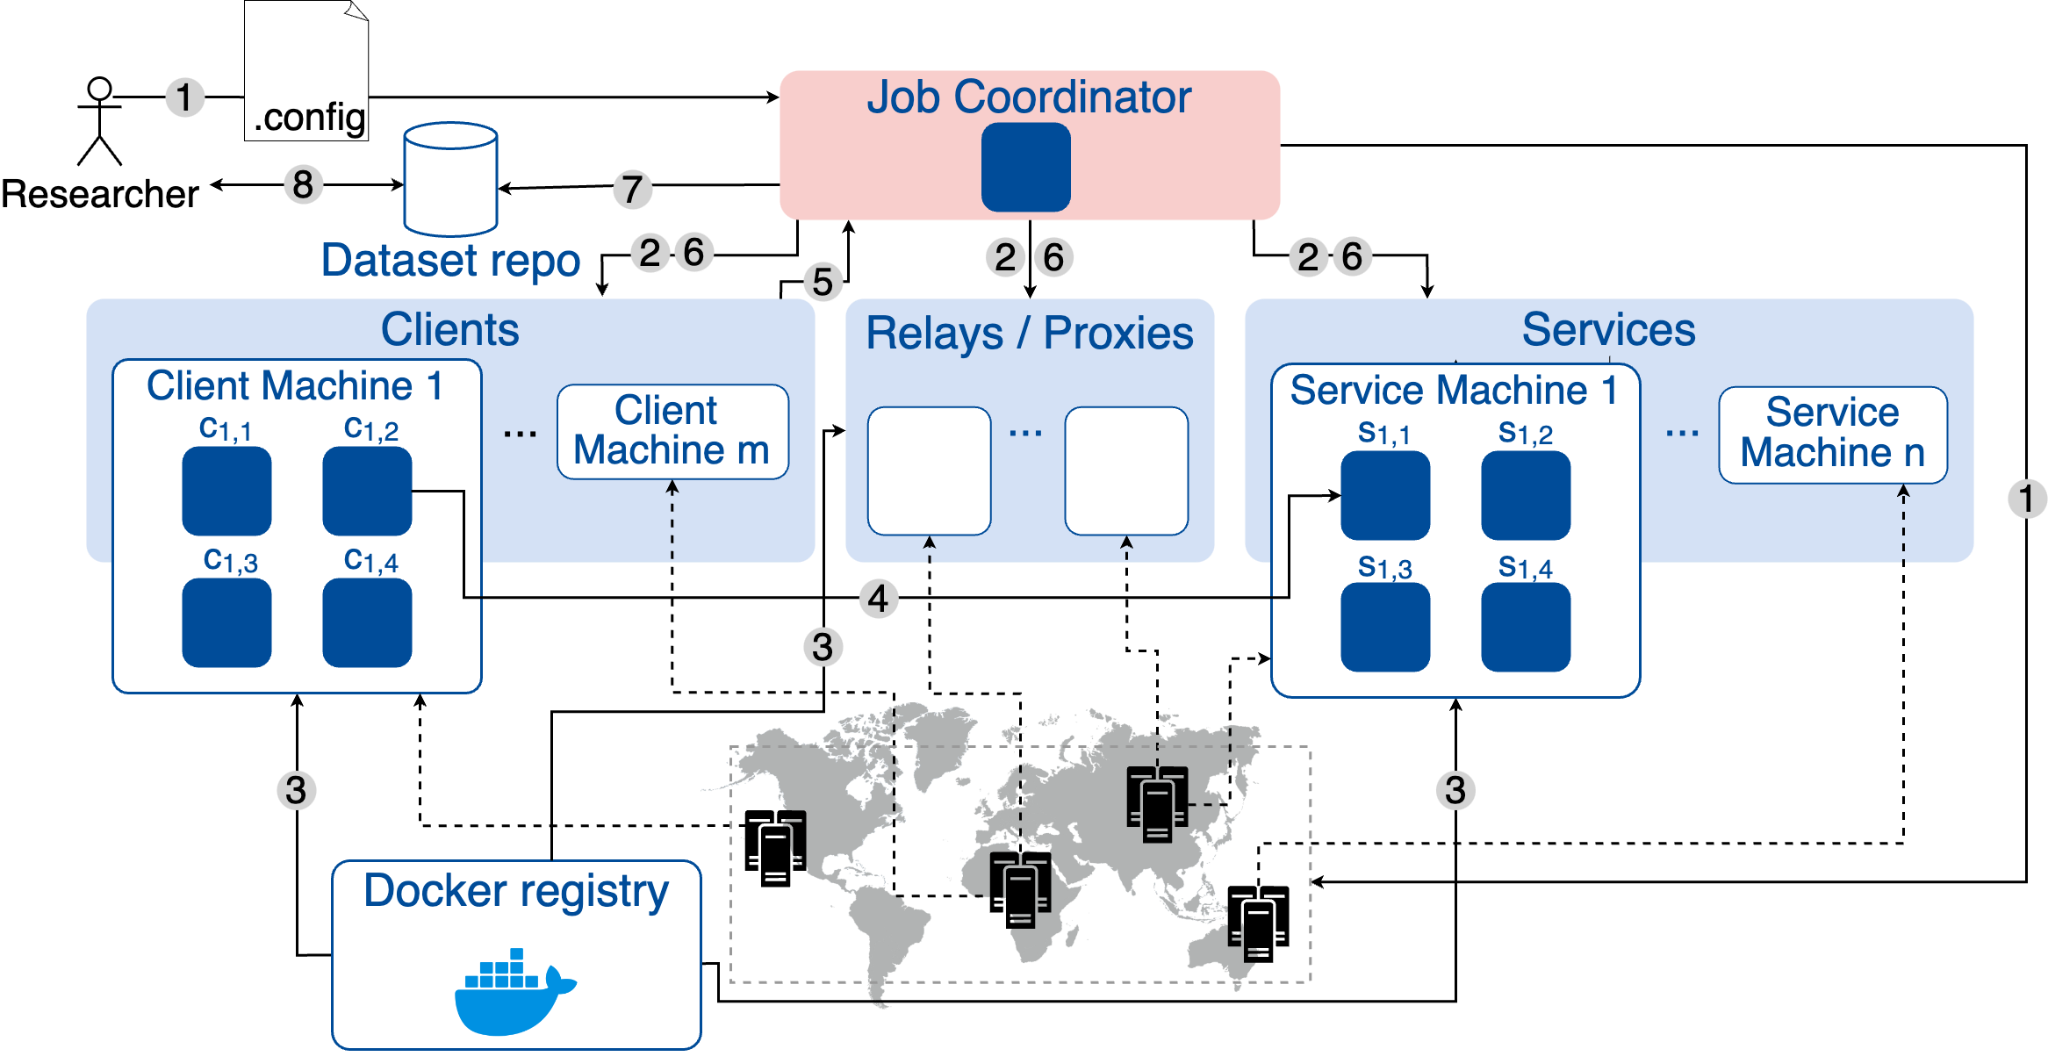 1
.config
Job Coordinator
Researcher
8
7
Dataset repo
2 6
5
2 6
2 6
Clients
Relays / Proxies
Services
Client Machine 1
c1,1
c1,2
c1,3
c1,4
...
Client
Machine m
...
Service Machine 1
s1,1
s1,2
s1,3
s1,4
...
Service
Machine n
1
4
3
3
3
Docker registry